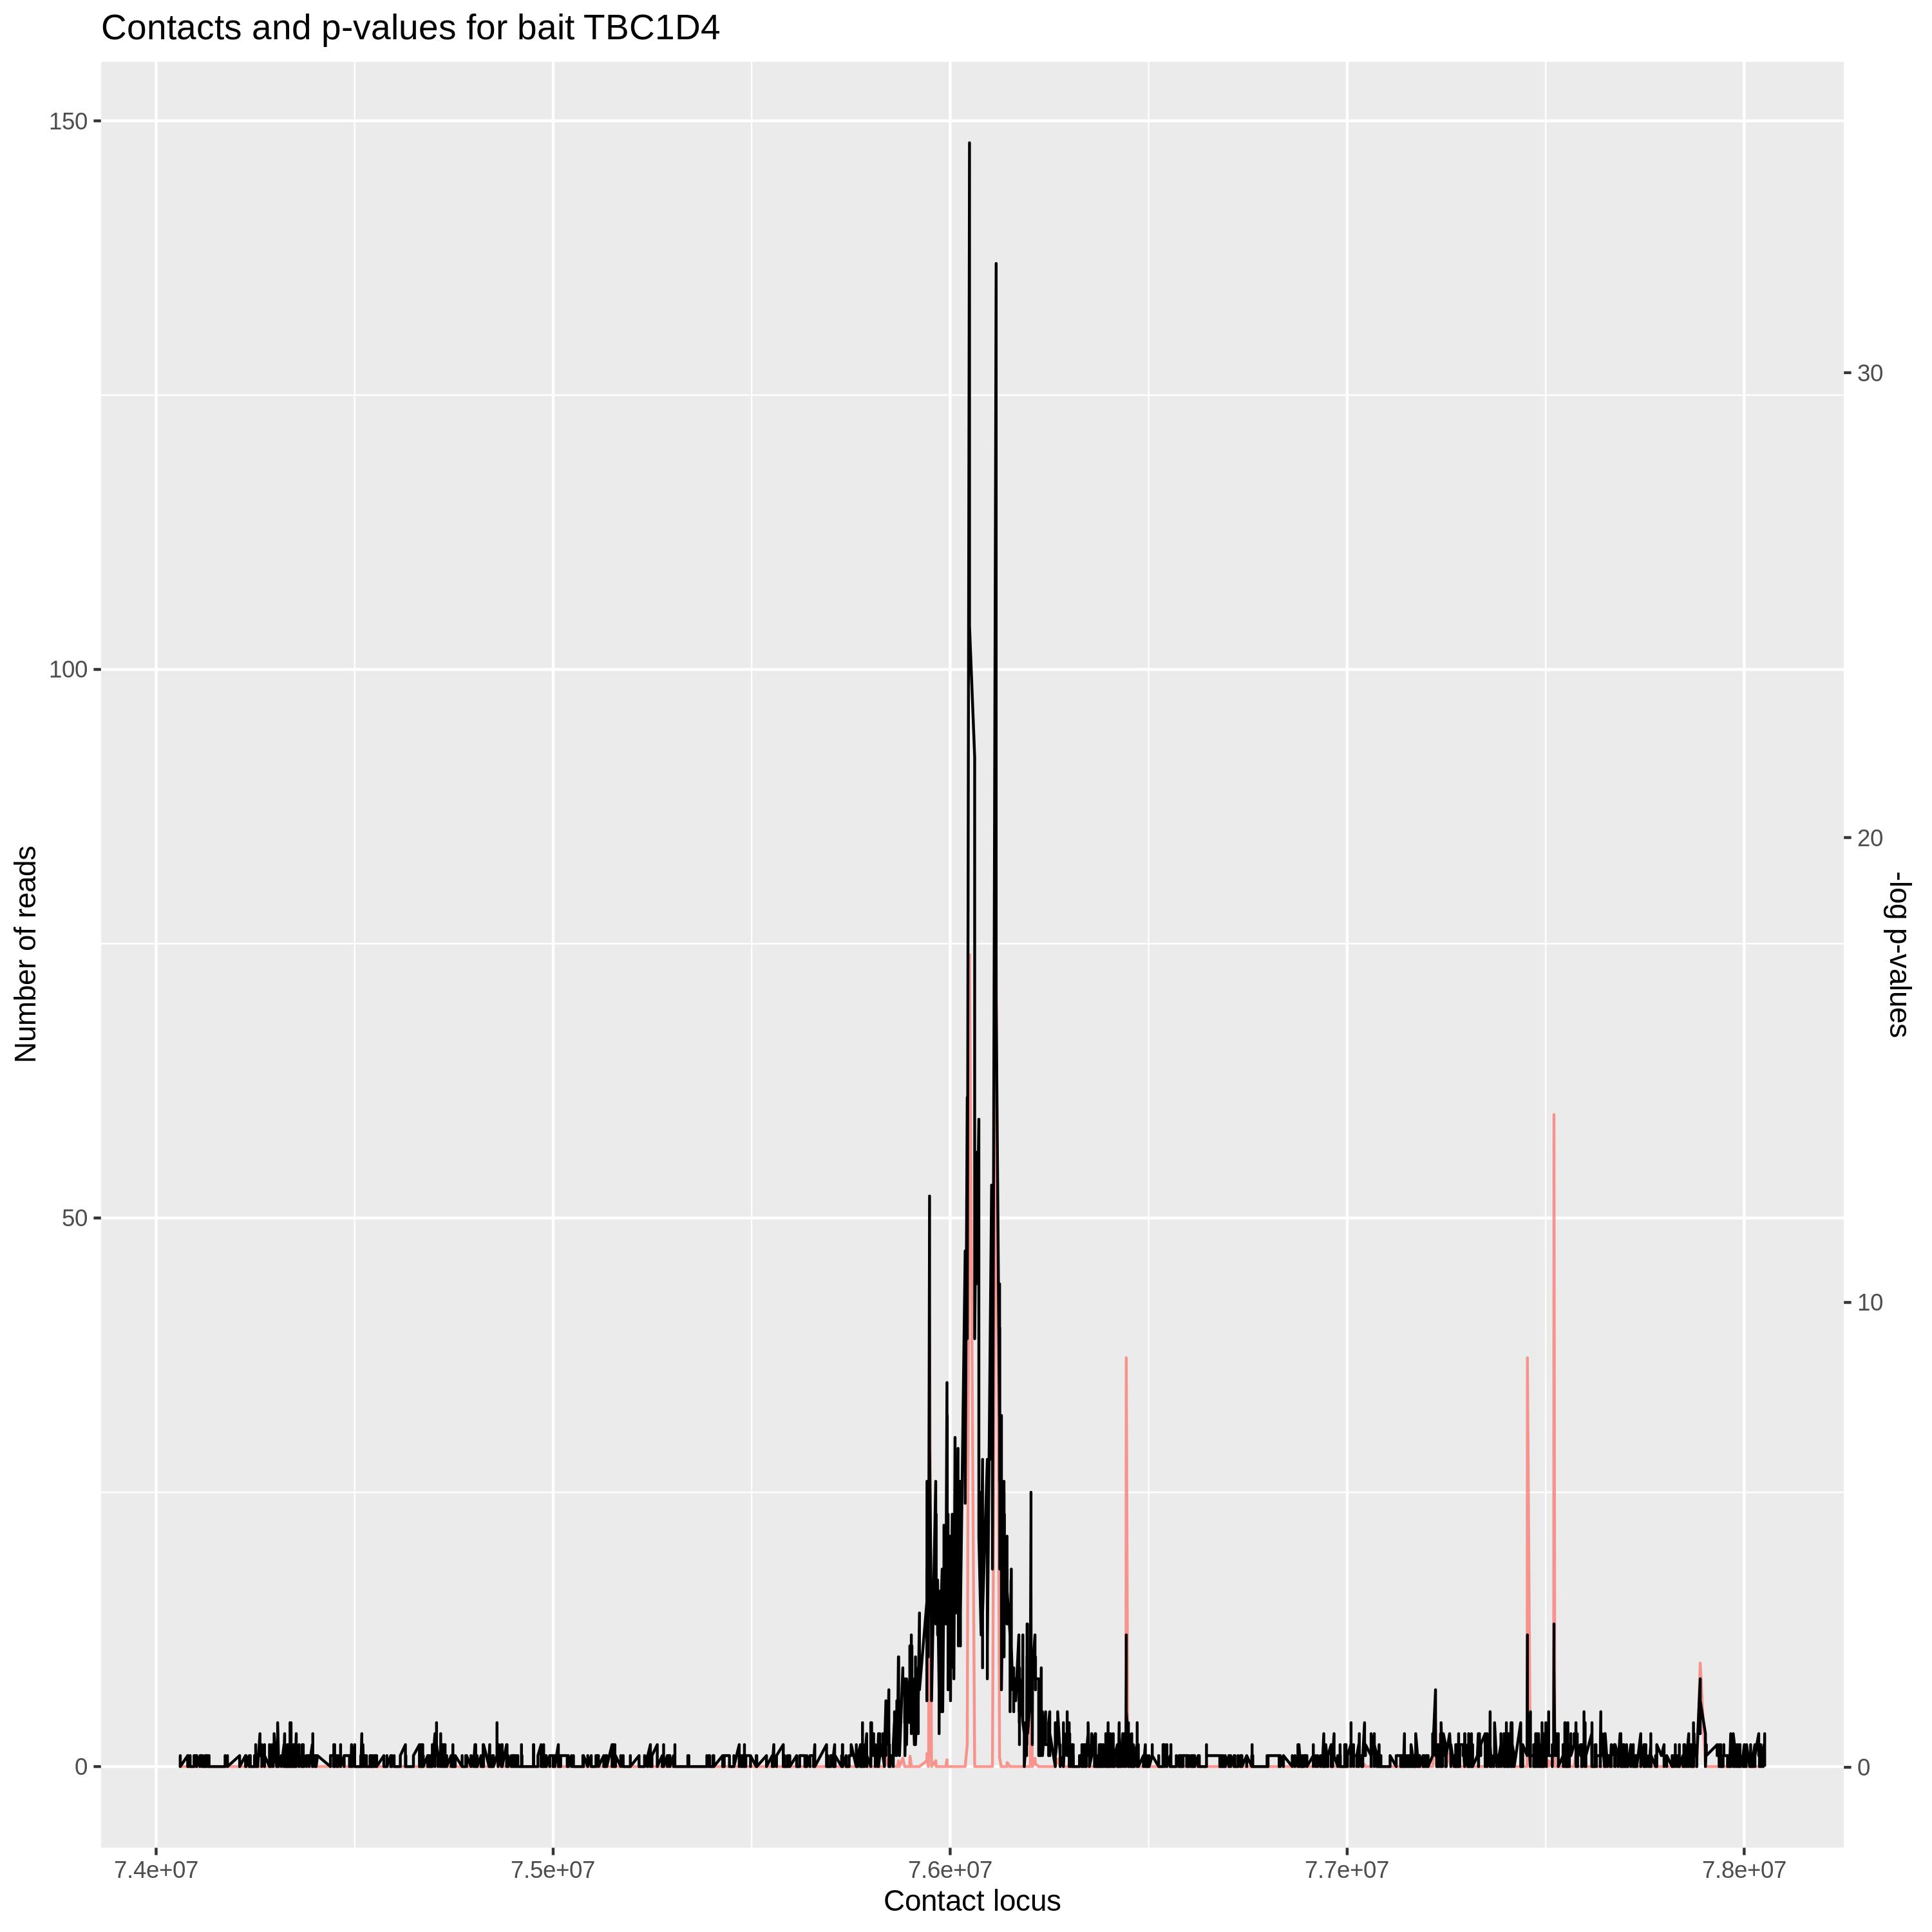 Contacts and p-values for bait TBC1D4
150
100
50
0
Number of reads
30
20
10
0
-log p-values
7.4e+07 7.5e+07 7.6e+07 7.7e+07 7.8e+07
Contact locus